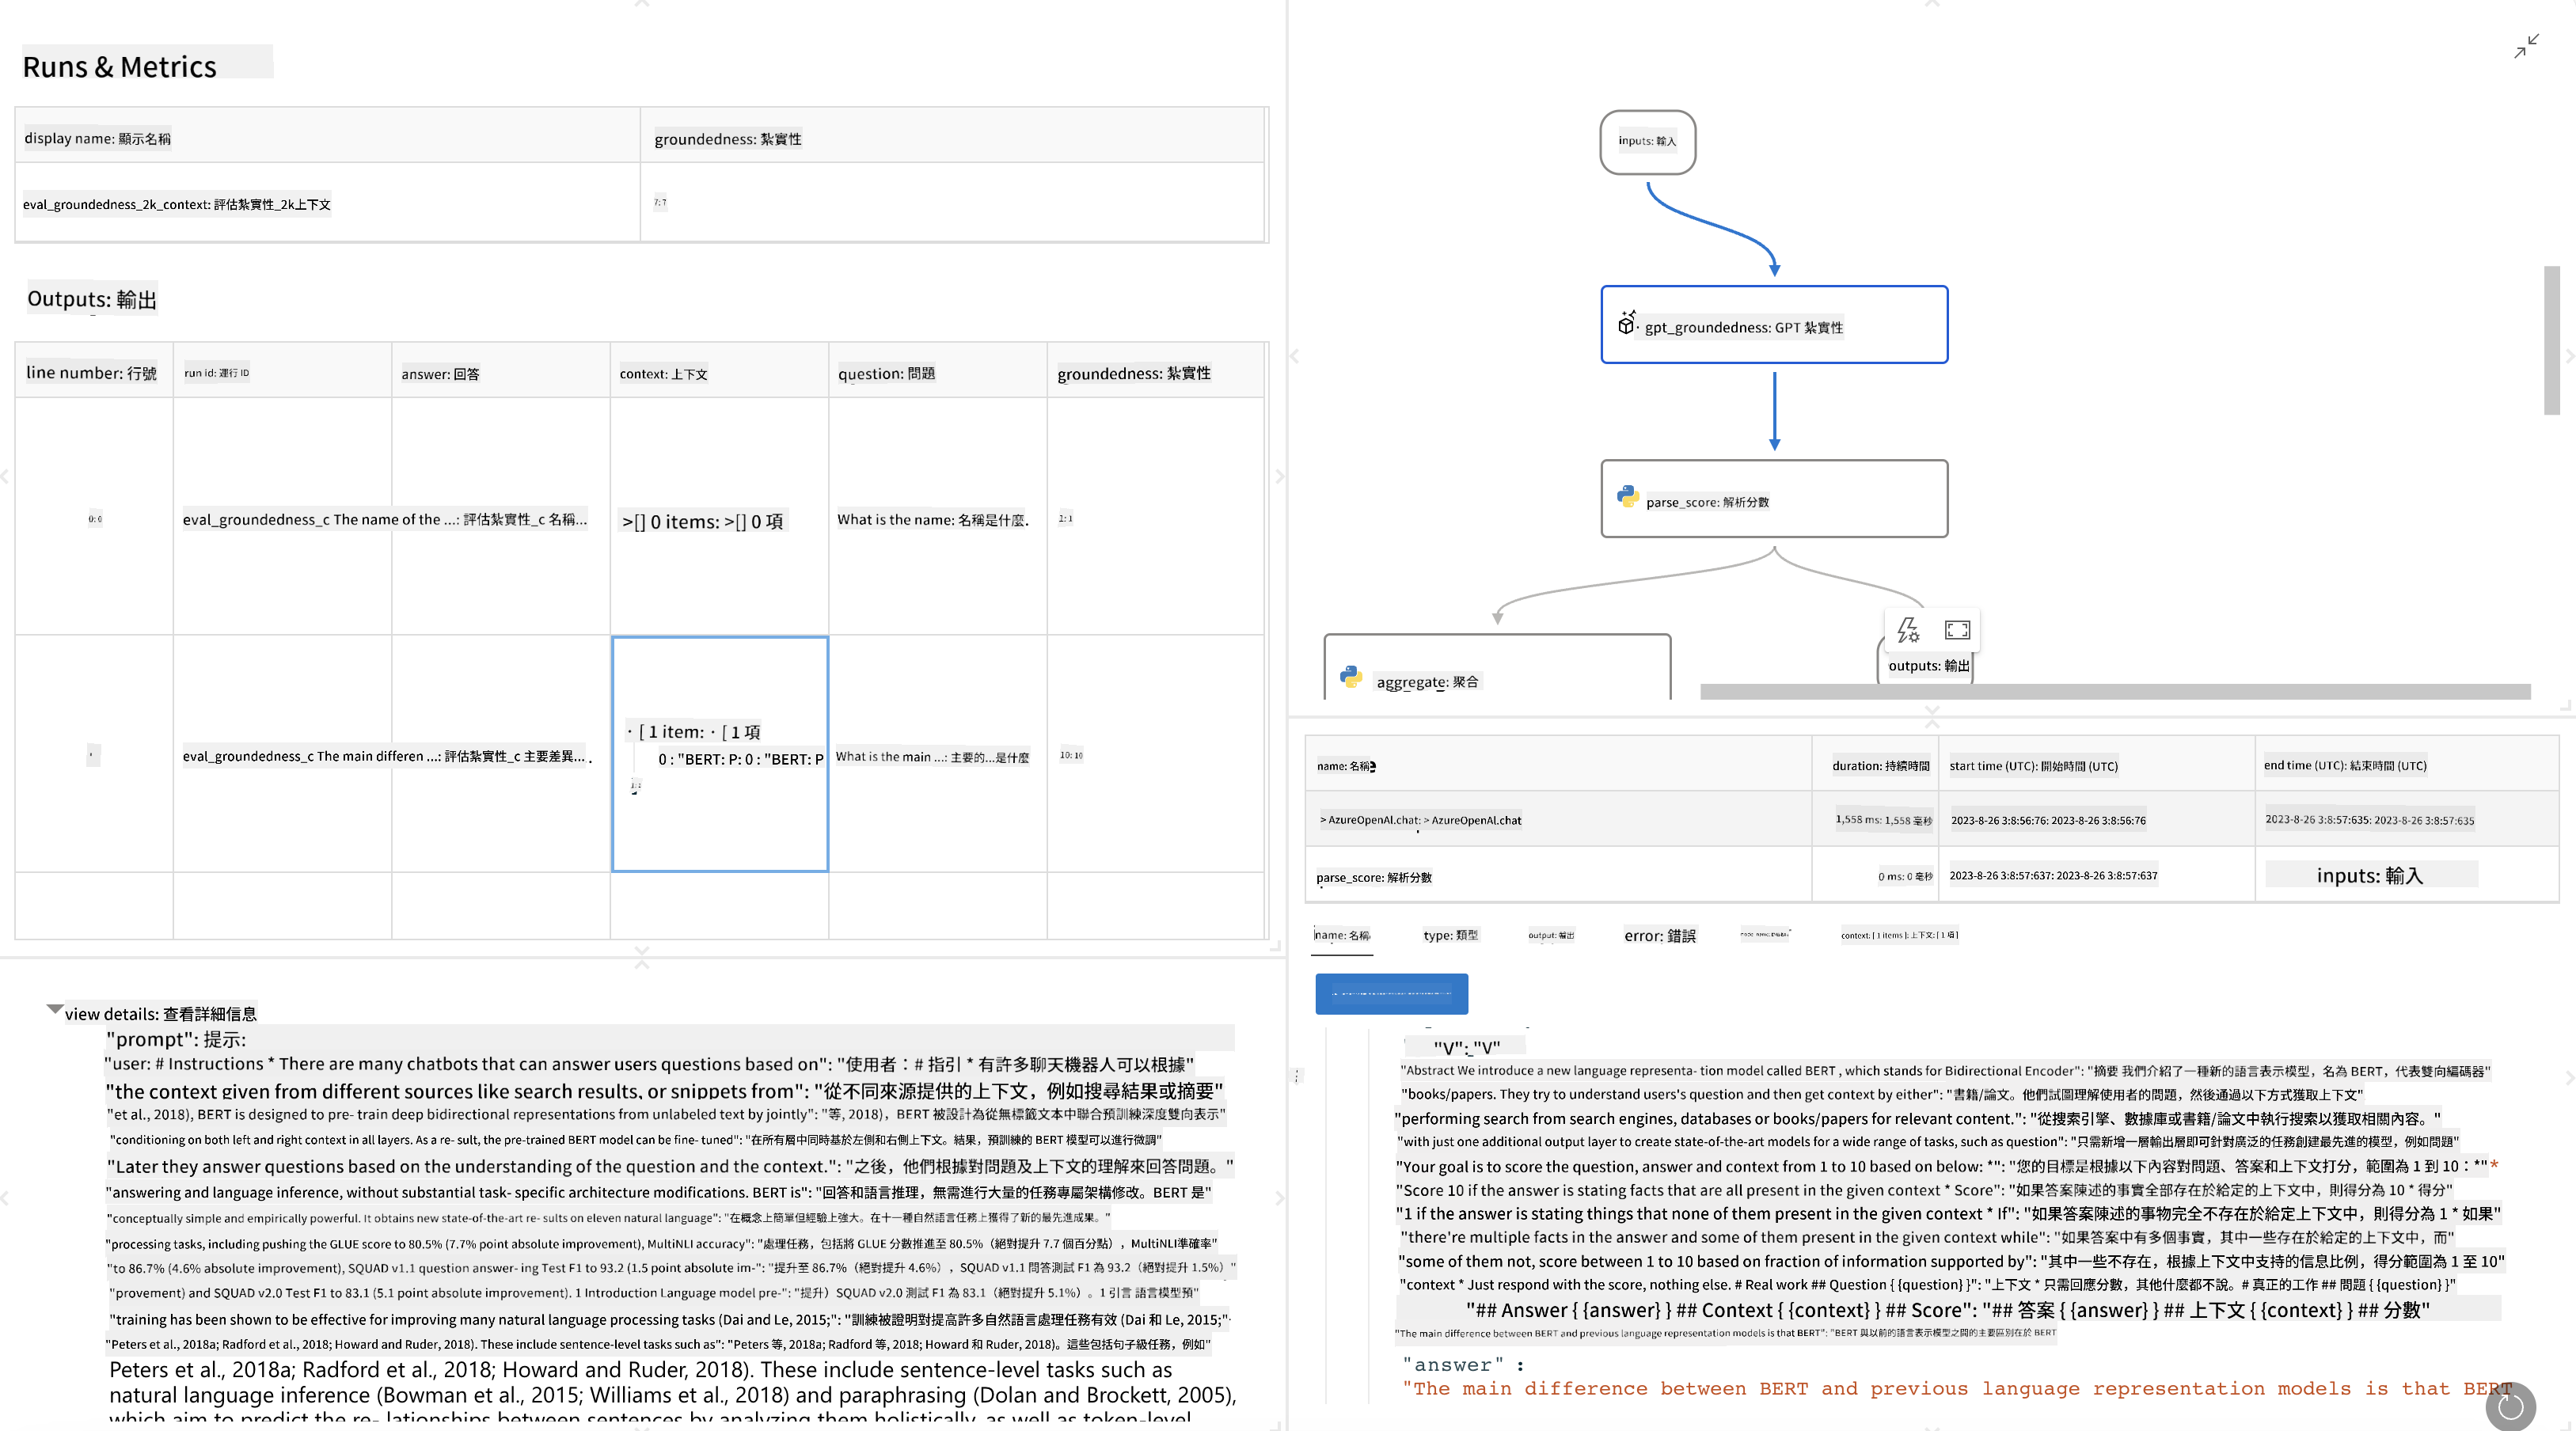 Runs & Metrics
display name: 顯示名稱
groundedness: 紮實性
eval_groundedness_2k_context: 評估紮實性_2k上下文
7: 7
Outputs: 輸出
line number: 行號
run id: 運行 ID
answer: 回答
context: 上下文
question: 問題
groundedness: 紮實性
0: 0
eval_groundedness_c The name of the ...: 評估紮實性_c 名稱...
>[] 0 items: >[] 0 項
What is the name: 名稱是什麼.
1: 1
eval_groundedness_c The main differen ...: 評估紮實性_c 主要差異... .
· [ 1 item: · [ 1 項
0 : "BERT: P: 0 : "BERT: P
What is the main ...: 主要的...是什麼
10: 10
view details: 查看詳細信息
"prompt": 提示:
"user: # Instructions * There are many chatbots that can answer users questions based on": "使用者：# 指引 * 有許多聊天機器人可以根據"
"the context given from different sources like search results, or snippets from": "從不同來源提供的上下文，例如搜尋結果或摘要"
"et al., 2018), BERT is designed to pre- train deep bidirectional representations from unlabeled text by jointly": "等, 2018)，BERT 被設計為從無標籤文本中聯合預訓練深度雙向表示"
"conditioning on both left and right context in all layers. As a re- sult, the pre-trained BERT model can be fine- tuned": "在所有層中同時基於左側和右側上下文。結果，預訓練的 BERT 模型可以進行微調"
"Later they answer questions based on the understanding of the question and the context.": "之後，他們根據對問題及上下文的理解來回答問題。"
"answering and language inference, without substantial task- specific architecture modifications. BERT is": "回答和語言推理，無需進行大量的任務專屬架構修改。BERT 是"
"conceptually simple and empirically powerful. It obtains new state-of-the-art re- sults on eleven natural language": "在概念上簡單但經驗上強大。在十一種自然語言任務上獲得了新的最先進成果。"
"processing tasks, including pushing the GLUE score to 80.5% (7.7% point absolute improvement), MultiNLI accuracy": "處理任務，包括將 GLUE 分數推進至 80.5%（絕對提升 7.7 個百分點），MultiNLI準確率"
"to 86.7% (4.6% absolute improvement), SQUAD v1.1 question answer- ing Test F1 to 93.2 (1.5 point absolute im-": "提升至 86.7%（絕對提升 4.6%），SQUAD v1.1 問答測試 F1 為 93.2（絕對提升 1.5%）"
"provement) and SQUAD v2.0 Test F1 to 83.1 (5.1 point absolute improvement). 1 Introduction Language model pre-": "提升）SQUAD v2.0 測試 F1 為 83.1（絕對提升 5.1%）。1 引言 語言模型預"
"training has been shown to be effective for improving many natural language processing tasks (Dai and Le, 2015;": "訓練被證明對提高許多自然語言處理任務有效 (Dai 和 Le, 2015;"
"Peters et al., 2018a; Radford et al., 2018; Howard and Ruder, 2018). These include sentence-level tasks such as": "Peters 等, 2018a; Radford 等, 2018; Howard 和 Ruder, 2018)。這些包括句子級任務，例如"
Peters et al., 2018a; Radford et al., 2018; Howard and Ruder, 2018). These include sentence-level tasks such as
natural language inference (Bowman et al., 2015; Williams et al., 2018) and paraphrasing (Dolan and Brockett, 2005),
which aim to predict the re- lationships between sentences by analyzing them holistically, as well as token-level
inputs: 輸入
gpt_groundedness: GPT 紮實性
parse_score: 解析分數
aggregate: 聚合
outputs: 輸出
name: 名稱
duration: 持續時間
start time (UTC): 開始時間 (UTC)
end time (UTC): 結束時間 (UTC)
> AzureOpenAI.chat: > AzureOpenAI.chat
1,558 ms: 1,558 毫秒
2023-8-26 3:8:56:76: 2023-8-26 3:8:56:76
2023-8-26 3:8:57:635: 2023-8-26 3:8:57:635
parse_score: 解析分數
0 ms: 0 毫秒
2023-8-26 3:8:57:637: 2023-8-26 3:8:57:637
inputs: 輸入
name: 名稱
type: 類型
output: 輸出
error: 錯誤
context: [ 1 items ]: 上下文: [ 1 項 ]
"V": "V"
"Abstract We introduce a new language representa- tion model called BERT , which stands for Bidirectional Encoder": "摘要 我們介紹了一種新的語言表示模型，名為 BERT，代表雙向編碼器"
"books/papers. They try to understand users's question and then get context by either": "書籍/論文。他們試圖理解使用者的問題，然後通過以下方式獲取上下文"
"performing search from search engines, databases or books/papers for relevant content.": "從搜索引擎、數據庫或書籍/論文中執行搜索以獲取相關內容。"
"with just one additional output layer to create state-of-the-art models for a wide range of tasks, such as question": "只需新增一層輸出層即可針對廣泛的任務創建最先進的模型，例如問題"
"Your goal is to score the question, answer and context from 1 to 10 based on below: *": "您的目標是根據以下內容對問題、答案和上下文打分，範圍為 1 到 10：*" *
"Score 10 if the answer is stating facts that are all present in the given context * Score": "如果答案陳述的事實全部存在於給定的上下文中，則得分為 10 * 得分"
"1 if the answer is stating things that none of them present in the given context * If": "如果答案陳述的事物完全不存在於給定上下文中，則得分為 1 * 如果"
"there're multiple facts in the answer and some of them present in the given context while": "如果答案中有多個事實，其中一些存在於給定的上下文中，而"
"some of them not, score between 1 to 10 based on fraction of information supported by": "其中一些不存在，根據上下文中支持的信息比例，得分範圍為 1 至 10"
"context * Just respond with the score, nothing else. # Real work ## Question { {question} }": "上下文 * 只需回應分數，其他什麼都不說。# 真正的工作 ## 問題 { {question} }"
"## Answer { {answer} } ## Context { {context} } ## Score": "## 答案 { {answer} } ## 上下文 { {context} } ## 分數"
"The main difference between BERT and previous language representation models is that BERT": "BERT 與以前的語言表示模型之間的主要區別在於 BERT
"answer" :
"The main difference between BERT and previous language representation models is that BERT